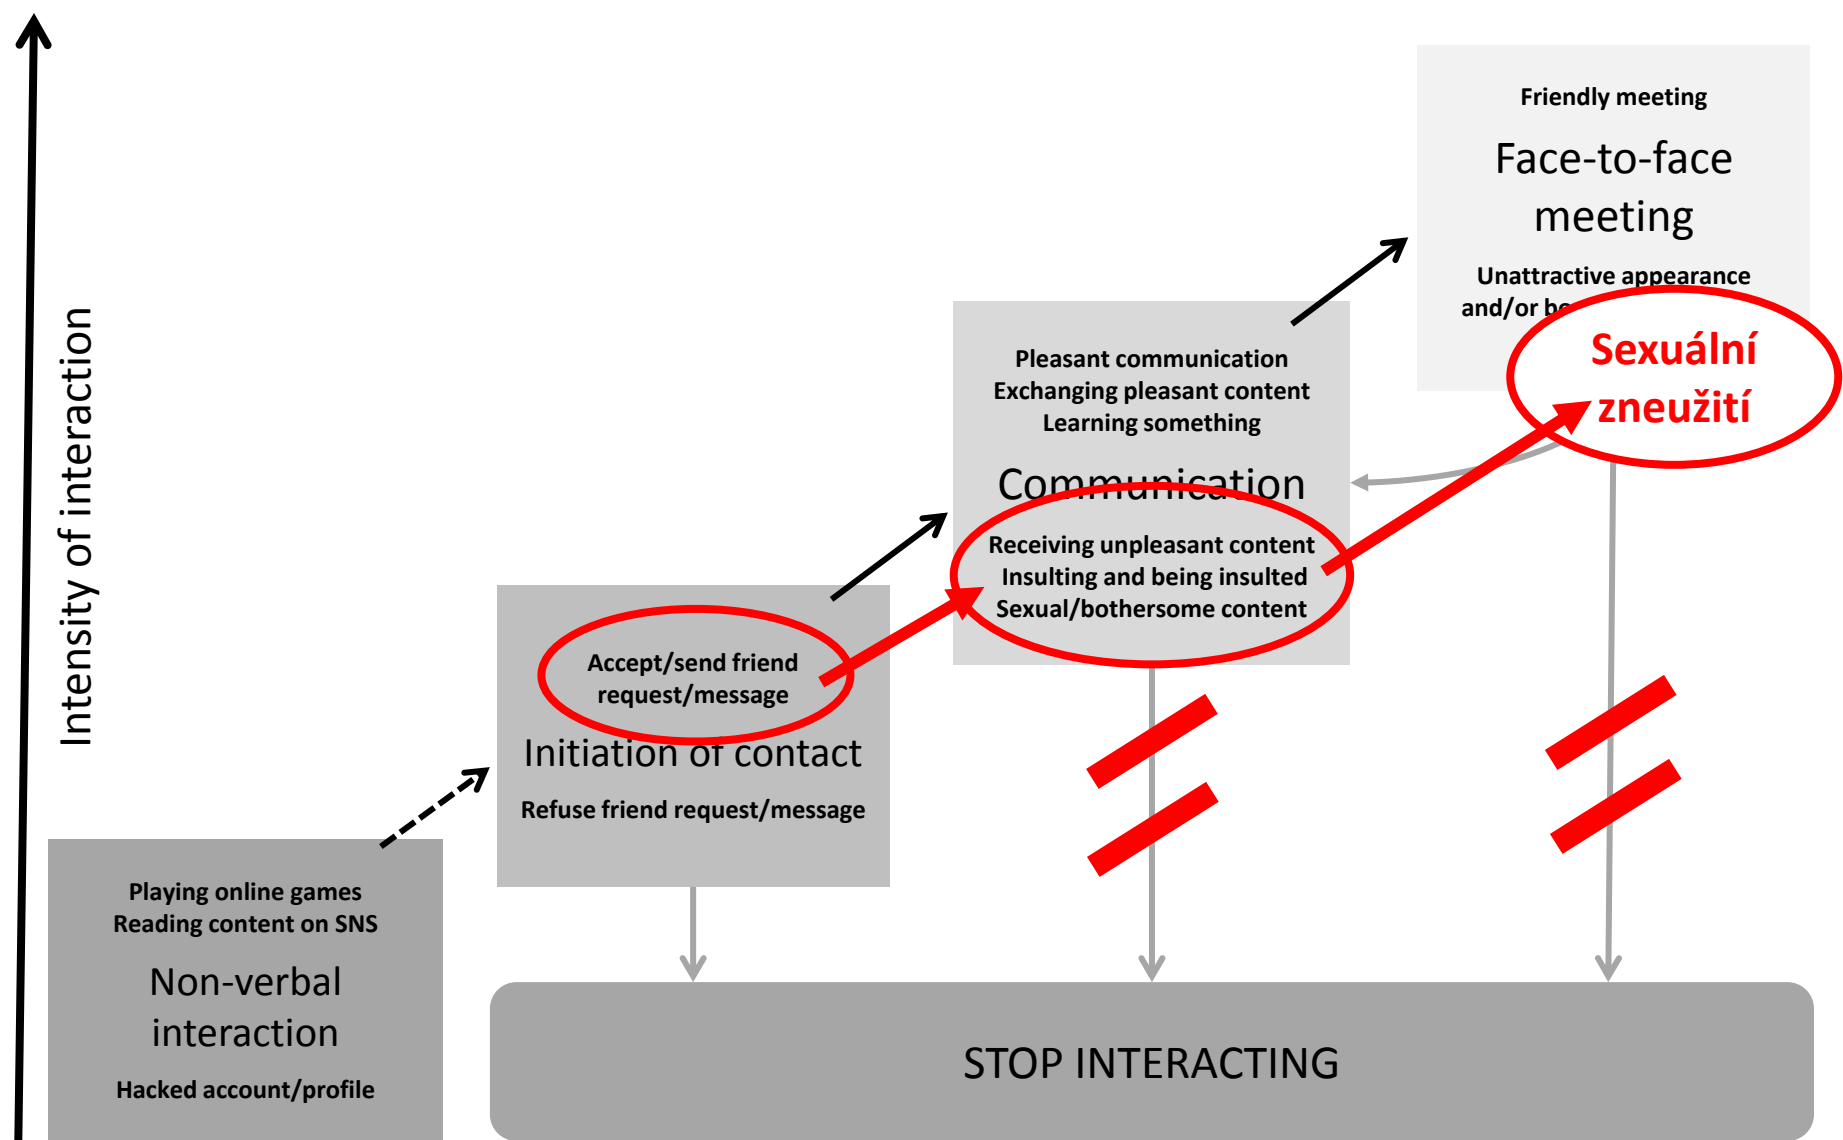 Intensity of interaction
Friendly meeting
Face-to-face
meeting
Unattractive appearance
and/or
Sexuální
zneužití
Pleasant communication
Exchanging pleasant content
Learning something
Communication
Receiving unpleasant content
Insulting and being insulted
Sexual/bothersome content
Accept/send friend
request/message
Initiation of contact
Refuse friend request/message
Playing online games
Reading content on SNS
Non-verbal
interaction
Hacked account/profile
STOP INTERACTING